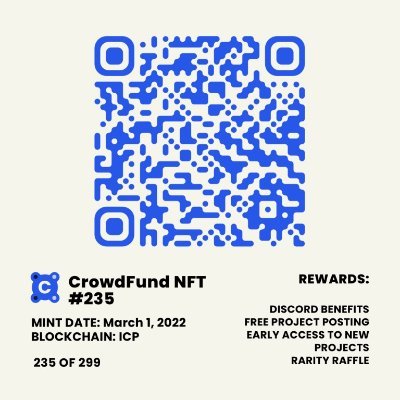 C
CrowdFund NFT
#235
MINT DATE: March 1, 2022
BLOCKCHAIN: ICP
235 OF 299
REWARDS:
DISCORD BENEFITS
FREE PROJECT POSTING
EARLY ACCESS TO NEW
PROJECTS
RARITY RAFFLE